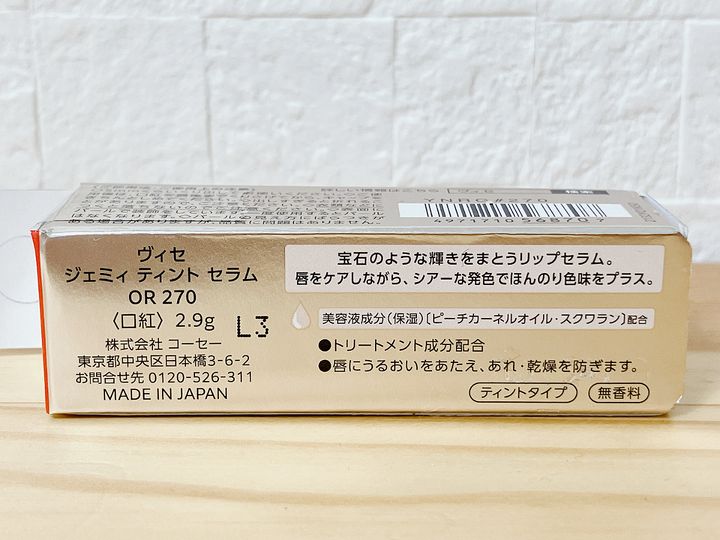 YNRG#270
ヴィセ
ジェミィ ティント セラム
OR 270
〈口紅〉 2.9g
L3
株式会社 コーセー
東京都中央区日本橋3-6-2
お問合せ先 0120-526-311
MADE IN JAPAN
宝石のような輝きをまとうリップセラム。
唇をケアしながら、シアーな発色でほんのり色味をプラス。
美容液成分(保湿)〔ピーチカーネルオイル・スクワラン〕配合
●トリートメント成分配合
●唇にうるおいをあたえ、あれ・乾燥を防ぎます。
ティントタイプ
無香料